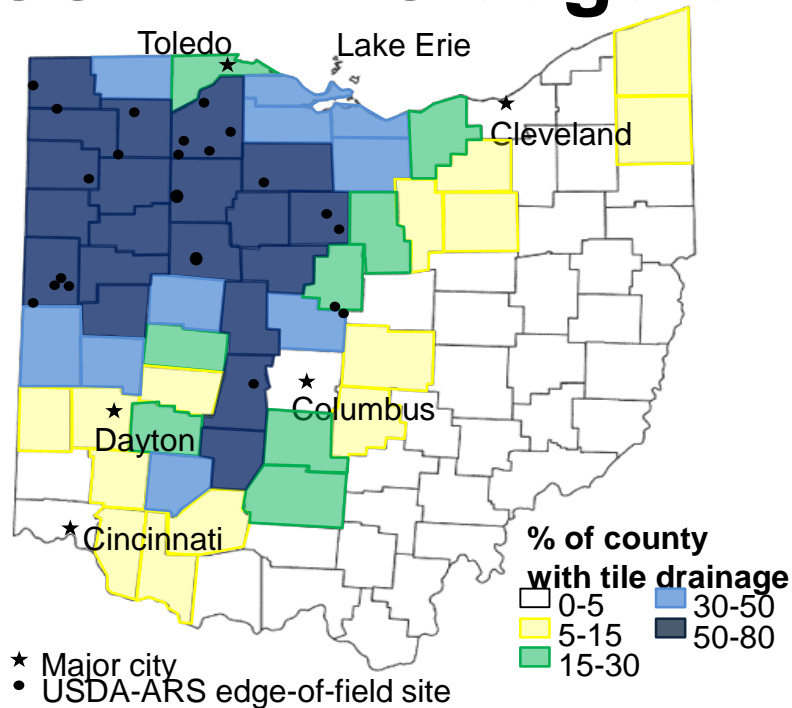 Toledo
Lake Erie
Cleveland
Columbus
Dayton
Cincinnati
% of county
with tile drainage
0-5
5-15
15-30
30-50
50-80
Major city
USDA-ARS edge-of-field site